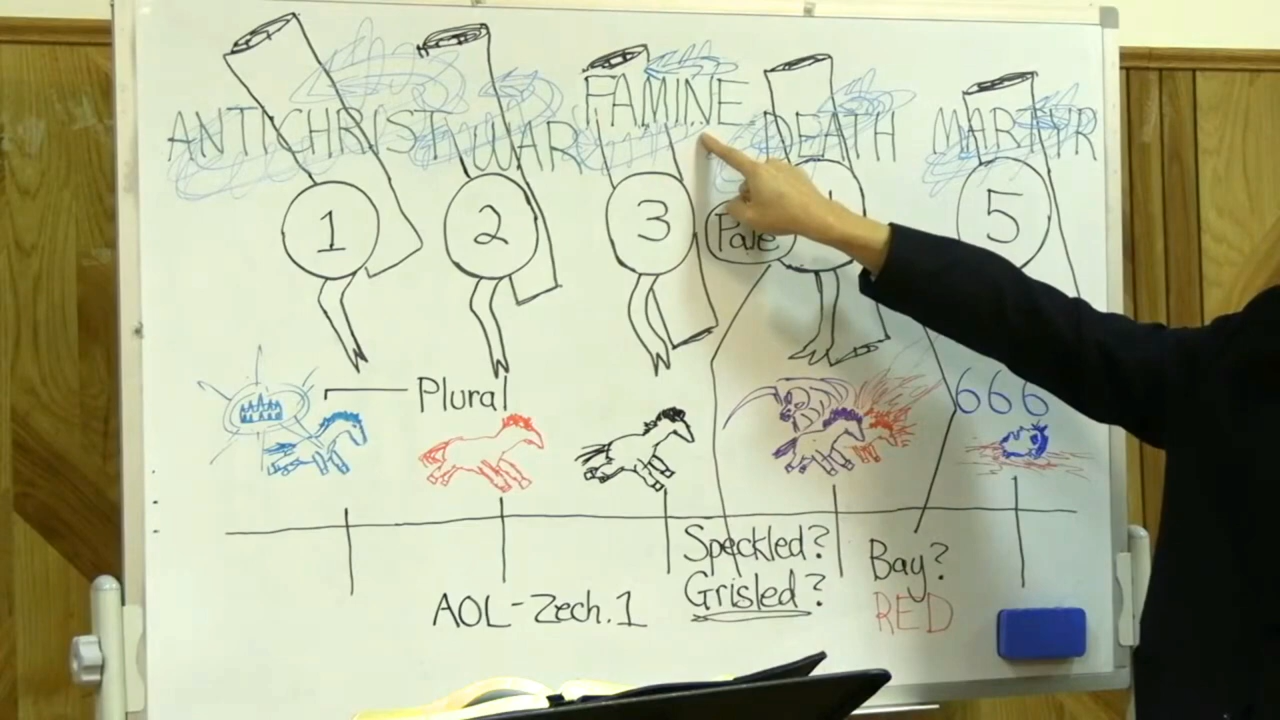 ANTICHRIST WAR FAMINE DEATH MARTYR
1 2 3 Pale 5
Plural
666
Speckled? Bay?
Grisled? RED
AOL-Zech.1